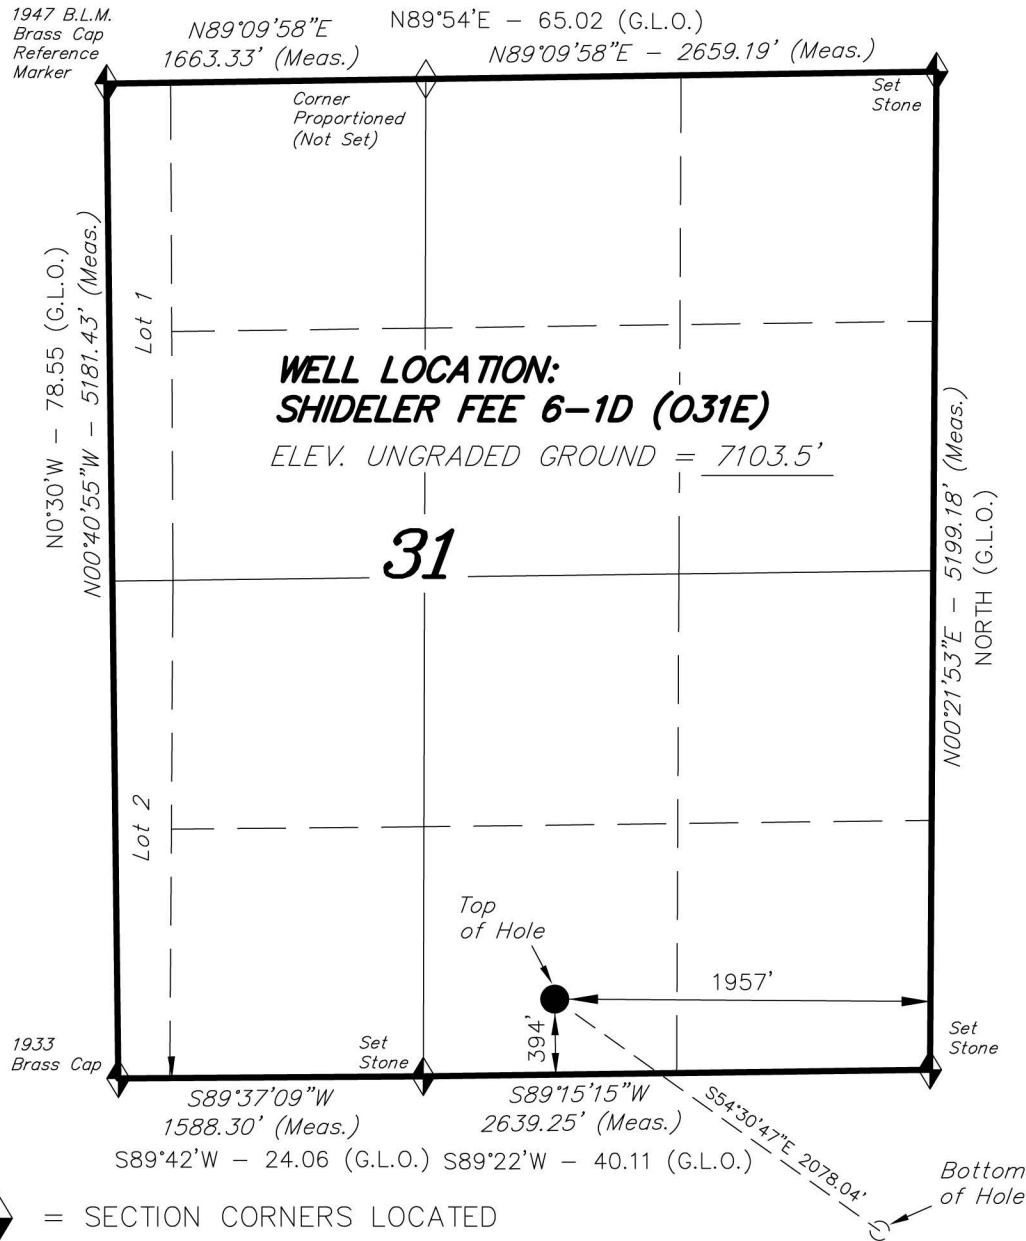 1947 B.L.M.
Brass Cap
Reference
Marker
N89°09'58"E
1663.33' (Meas.)
N89°54'E - 65.02 (G.L.O.)
N89°09'58"E - 2659.19' (Meas.)
Corner
Proportioned
(Not Set)
Set
Stone
N0°30'W - 78.55 (G.L.O.)
N00°40'55"W - 5181.43' (Meas.)
Lot 1
WELL LOCATION:
SHIDELER FEE 6-1D (O31E)
ELEV. UNGRADED GROUND = 7103.5'
31
N00°21'53"E - 5199.18' (Meas.)
NORTH (G.L.O.)
Lot 2
Top
of Hole
1957'
394'
1933
Brass Cap
Set
Stone
Set
Stone
S89°37'09"W
1588.30' (Meas.)
S89°15'15"W
2639.25' (Meas.)
S89°42'W - 24.06 (G.L.O.)
S89°22'W - 40.11 (G.L.O.)
S54°30'47"E 2078.04'
Bottom
of Hole
= SECTION CORNERS LOCATED